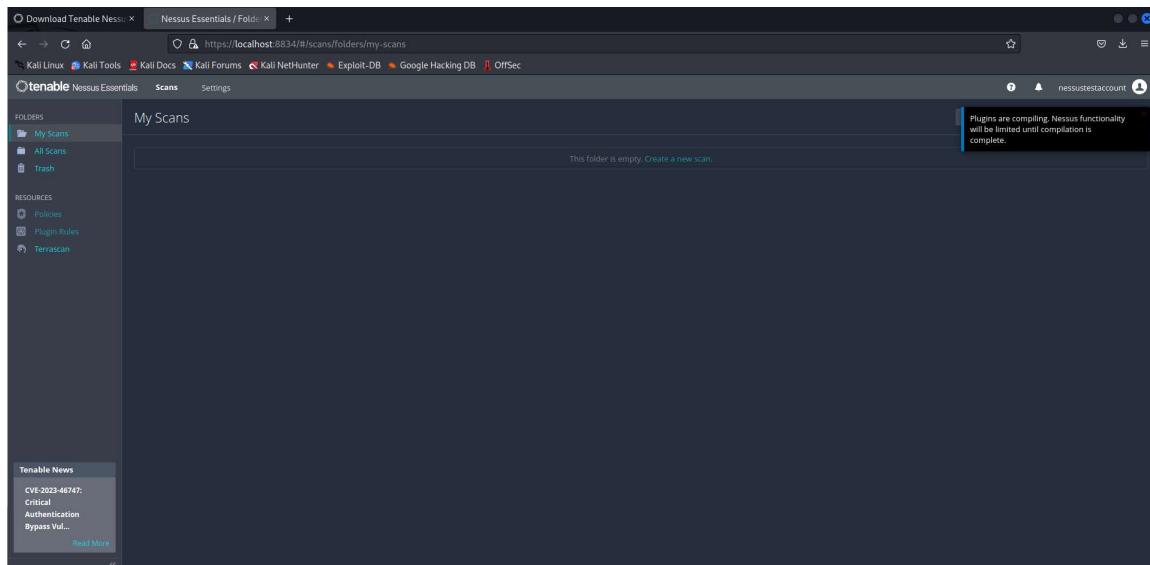 Download Tenable Nessu
Nessus Essentials / Folde
https://localhost:8834/#/scans/folders/my-scans
Kali Linux Kali Tools Kali Docs Kali Forums Kali NetHunter Exploit-DB Google Hacking DB OffSec
tenable Nessus Essentials Scans Settings nessustestaccount
FOLDERS
My Scans
All Scans
Trash
RESOURCES
Policies
Plugin Rules
Terrascan
My Scans
Plugins are compiling. Nessus functionality
will be limited until compilation is
complete.
This folder is empty. Create a new scan.
Tenable News
CVE-2023-46747:
Critical
Authentication
Bypass Vul...
Read More